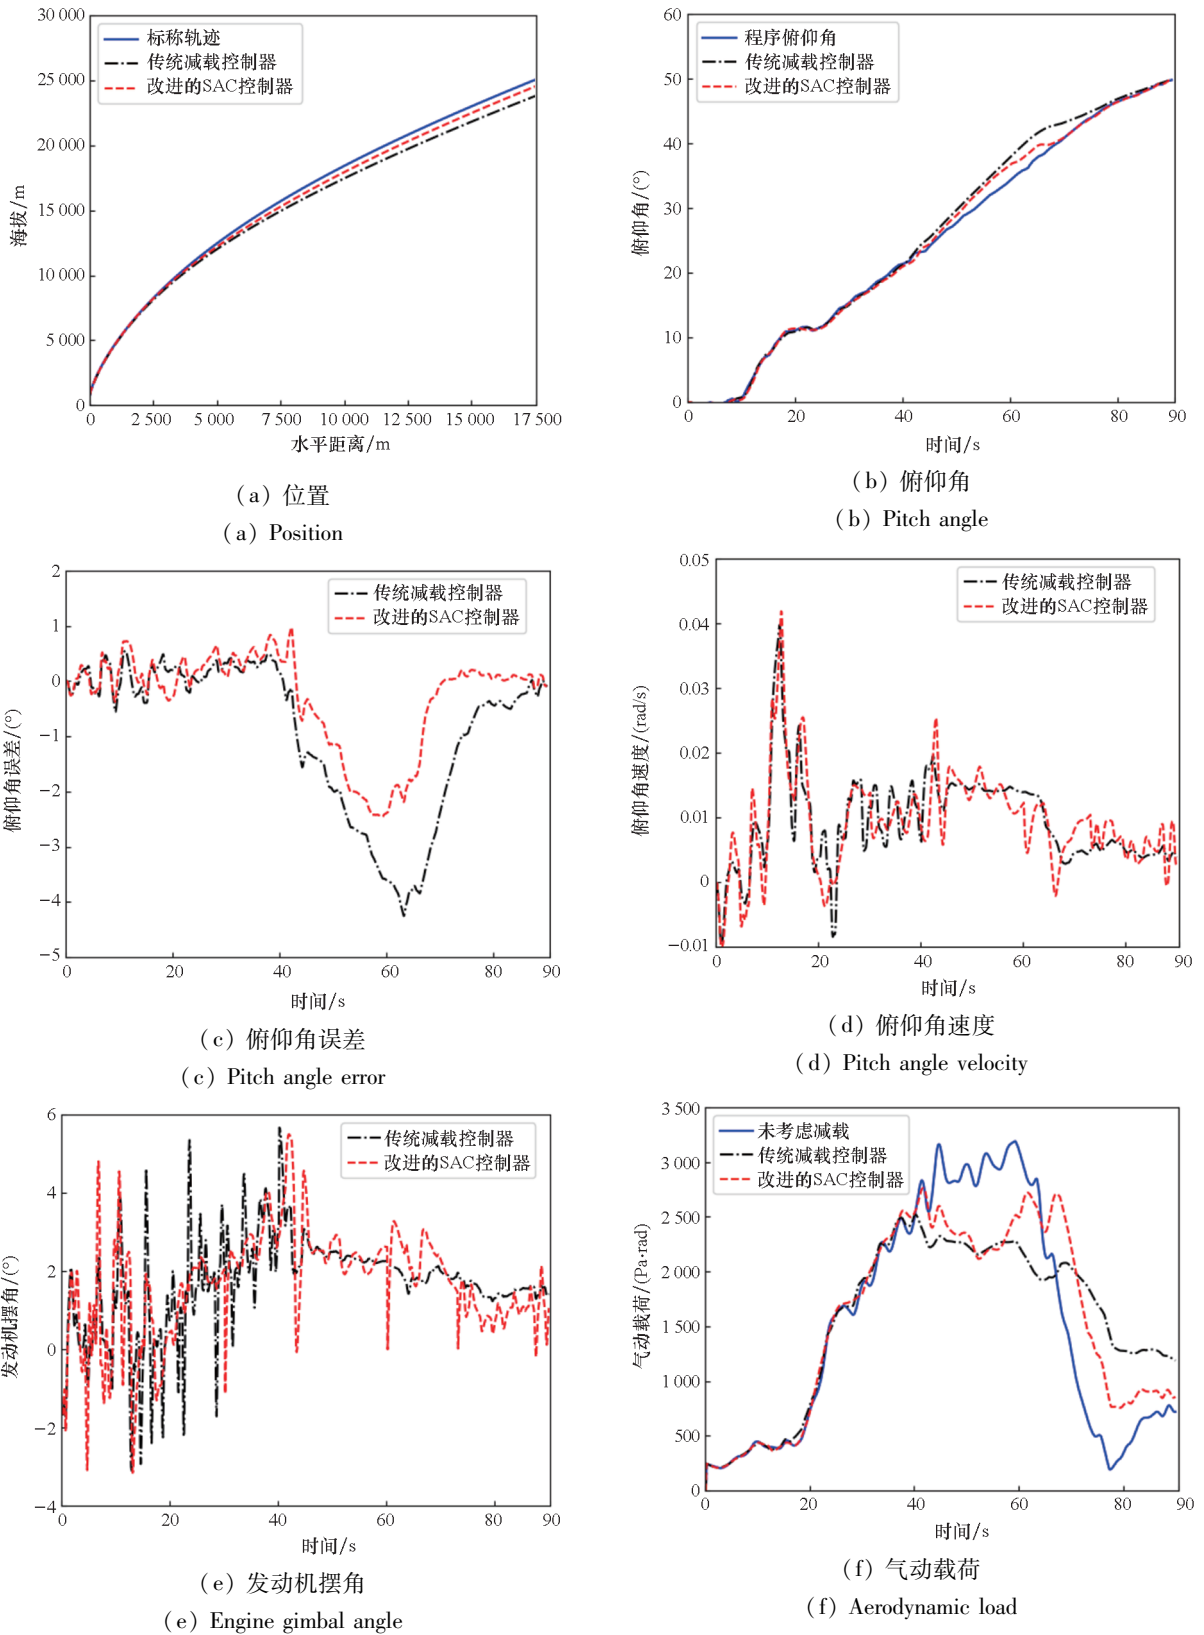 30 000
25 000
20 000
15 000
10 000
5 000
0
海拔/m
标称轨迹
传统减载控制器
改进的SAC控制器
0 2 500 5 000 7 500 10 000 12 500 15 000 17 500
水平距离/m
(a) 位置
(a) Position
60
50
40
30
20
10
0
俯仰角/(°)
程序俯仰角
传统减载控制器
改进的SAC控制器
0 20 40 60 80 90
时间/s
(b) 俯仰角
(b) Pitch angle
2
1
0
−1
−2
−3
−4
−5
俯仰角误差/(°)
传统减载控制器
改进的SAC控制器
0 20 40 60 80 90
时间/s
(c) 俯仰角误差
(c) Pitch angle error
0.05
0.04
0.03
0.02
0.01
0
−0.01
俯仰角速度/(rad/s)
传统减载控制器
改进的SAC控制器
0 20 40 60 80 90
时间/s
(d) 俯仰角速度
(d) Pitch angle velocity
6
4
2
0
−2
−4
发动机摆角/(°)
传统减载控制器
改进的SAC控制器
0 20 40 60 80 90
时间/s
(e) 发动机摆角
(e) Engine gimbal angle
3 500
3 000
2 500
2 000
1 500
1 000
500
0
气动载荷/(Pa·rad)
未考虑减载
传统减载控制器
改进的SAC控制器
0 20 40 60 80 90
时间/s
(f) 气动载荷
(f) Aerodynamic load